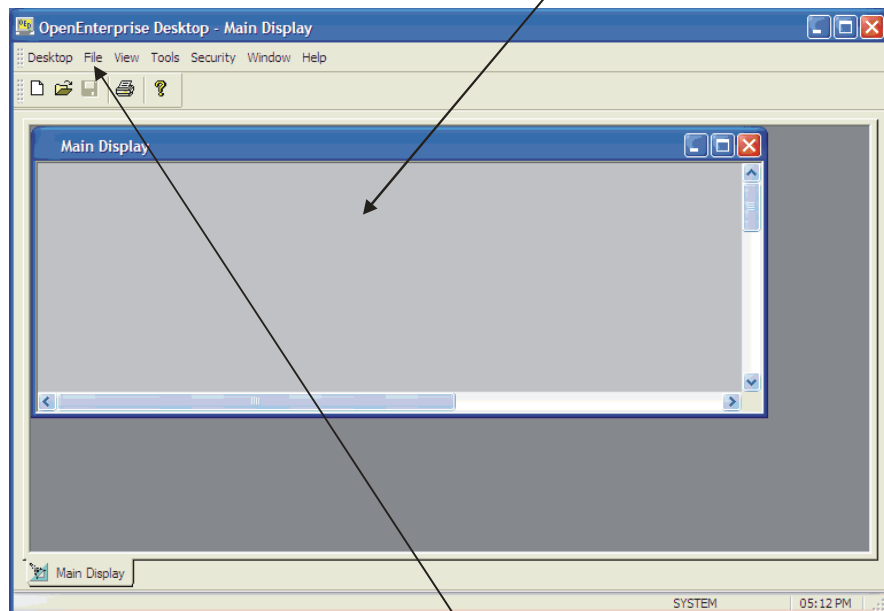 OpenEnterprise Desktop - Main Display
Desktop File View Tools Security Window Help
Main Display
Main Display
SYSTEM 05:12 PM